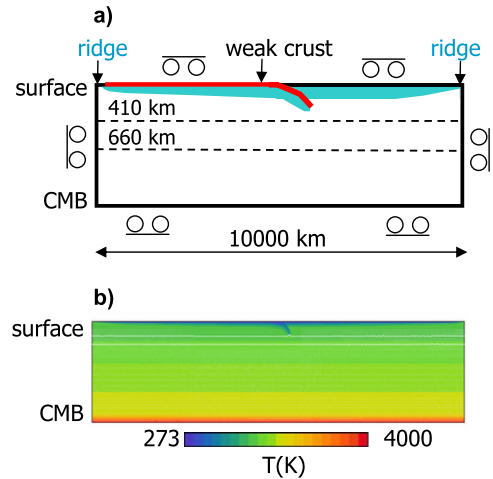 a)
ridge
weak crust
ridge
surface
410 km
660 km
CMB
10000 km
b)
surface
CMB
273
4000
T(K)